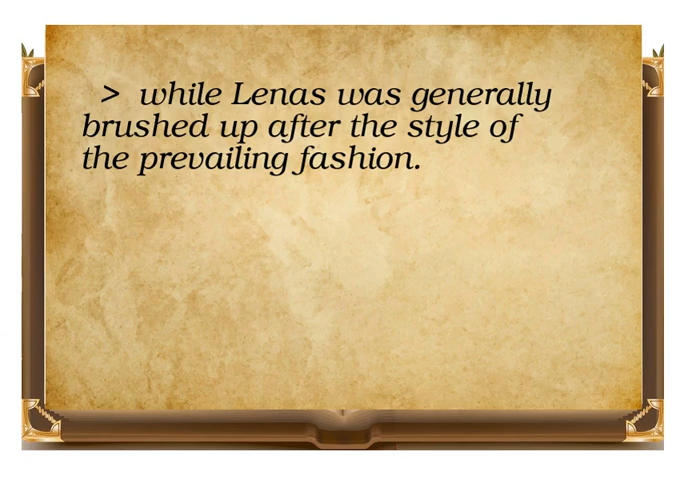 > while Lenas was generally
brushed up after the style of
the prevailing fashion.